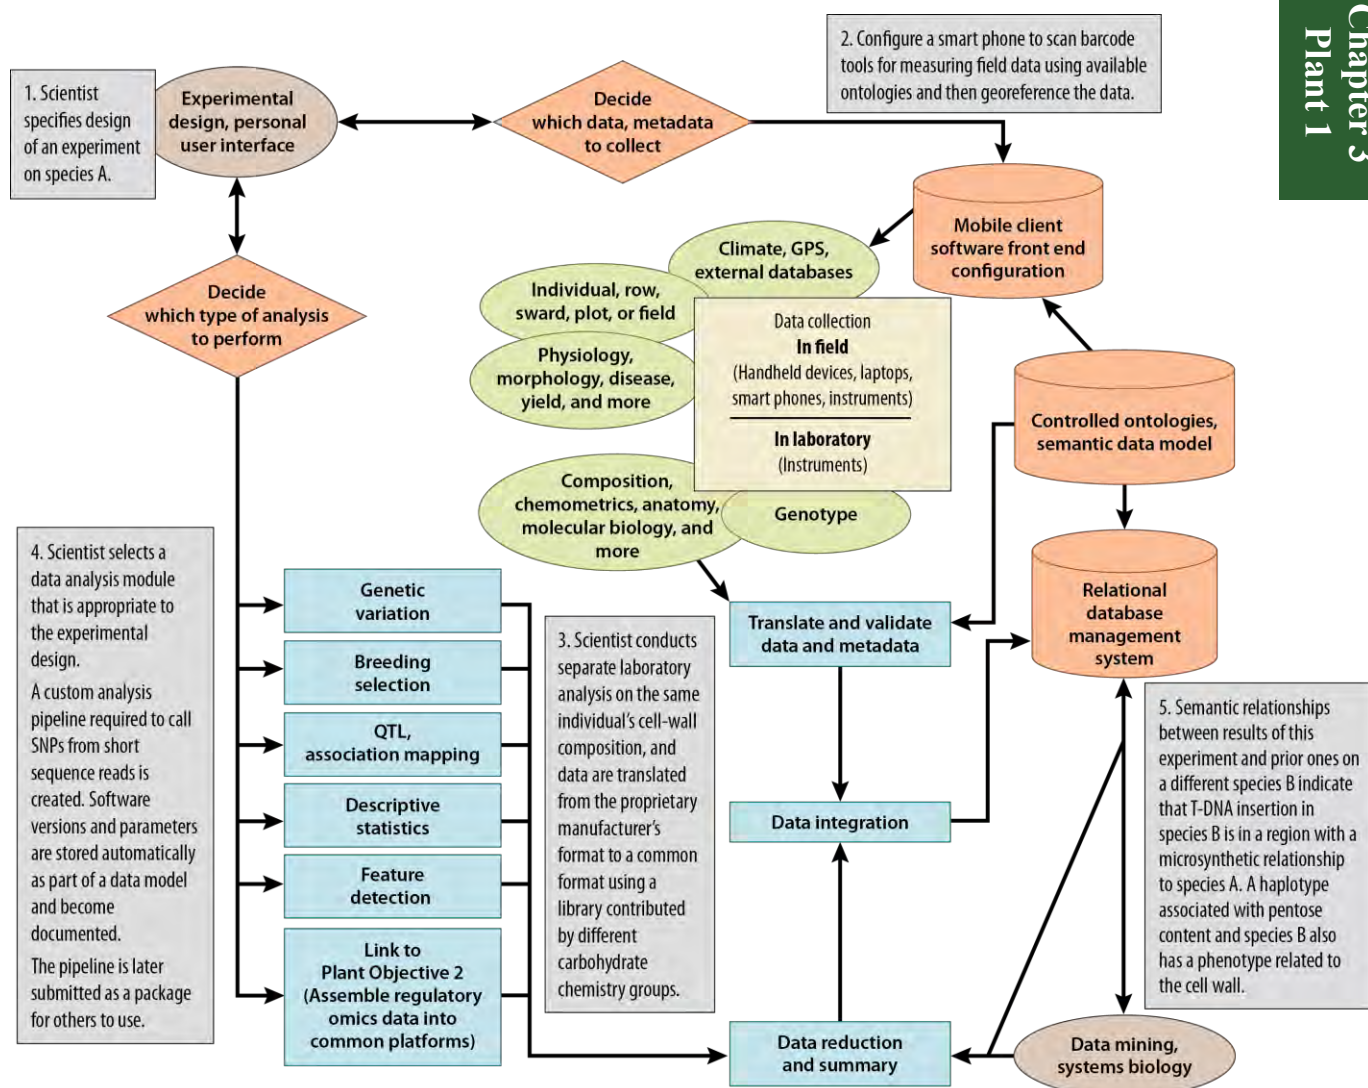 Chapter 3
Plant 1
1. Scientist
specifies design
of an experiment
on species A.
Experimental
design, personal
user interface
Decide
which data, metadata
to collect
2. Configure a smart phone to scan barcode
tools for measuring field data using available
ontologies and then georeference the data.
Mobile client
software front end
configuration
Decide
which type of analysis
to perform
Climate, GPS,
external databases
Individual, row,
sward, plot, or field
Physiology,
morphology, disease,
yield, and more
Data collection
In field
(Handheld devices, laptops,
smart phones, instruments)
In laboratory
(Instruments)
Composition,
chemometrics, anatomy,
molecular biology, and
more
Genotype
Controlled ontologies,
semantic data model
Relational
database
management
system
4. Scientist selects a
data analysis module
that is appropriate to
the experimental
design.
A custom analysis
pipeline required to call
SNPs from short
sequence reads is
created. Software
versions and parameters
are stored automatically
as part of a data model
and become
documented.
The pipeline is later
submitted as a package
for others to use.
Genetic
variation
Breeding
selection
QTL,
association mapping
Descriptive
statistics
Feature
detection
Link to
Plant Objective 2
(Assemble regulatory
omics data into
common platforms)
3. Scientist conducts
separate laboratory
analysis on the same
individual's cell-wall
composition, and
data are translated
from the proprietary
manufacturer's
format to a common
format using a
library contributed
by different
carbohydrate
chemistry groups.
Translate and validate
data and metadata
Data integration
Data reduction
and summary
5. Semantic relationships
between results of this
experiment and prior ones on
a different species B indicate
that T-DNA insertion in
species B is in a region with a
microsynthetic relationship
to species A. A haplotype
associated with pentose
content and species B also
has a phenotype related to
the cell wall.
Data mining,
systems biology